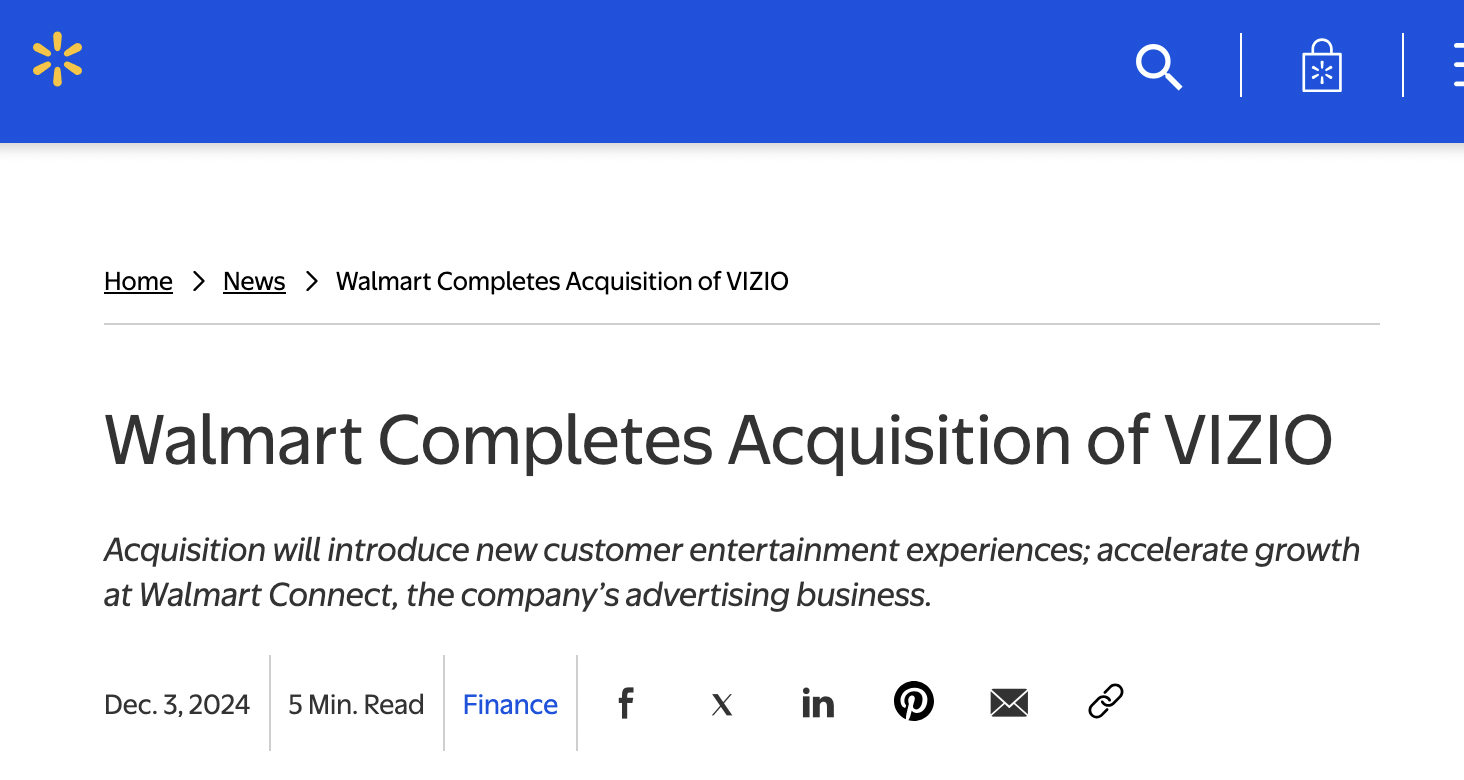 Home > News > Walmart Completes Acquisition of VIZIO
Walmart Completes Acquisition of VIZIO
Acquisition will introduce new customer entertainment experiences; accelerate growth
at Walmart Connect, the company’s advertising business.
Dec. 3, 2024 5 Min. Read Finance